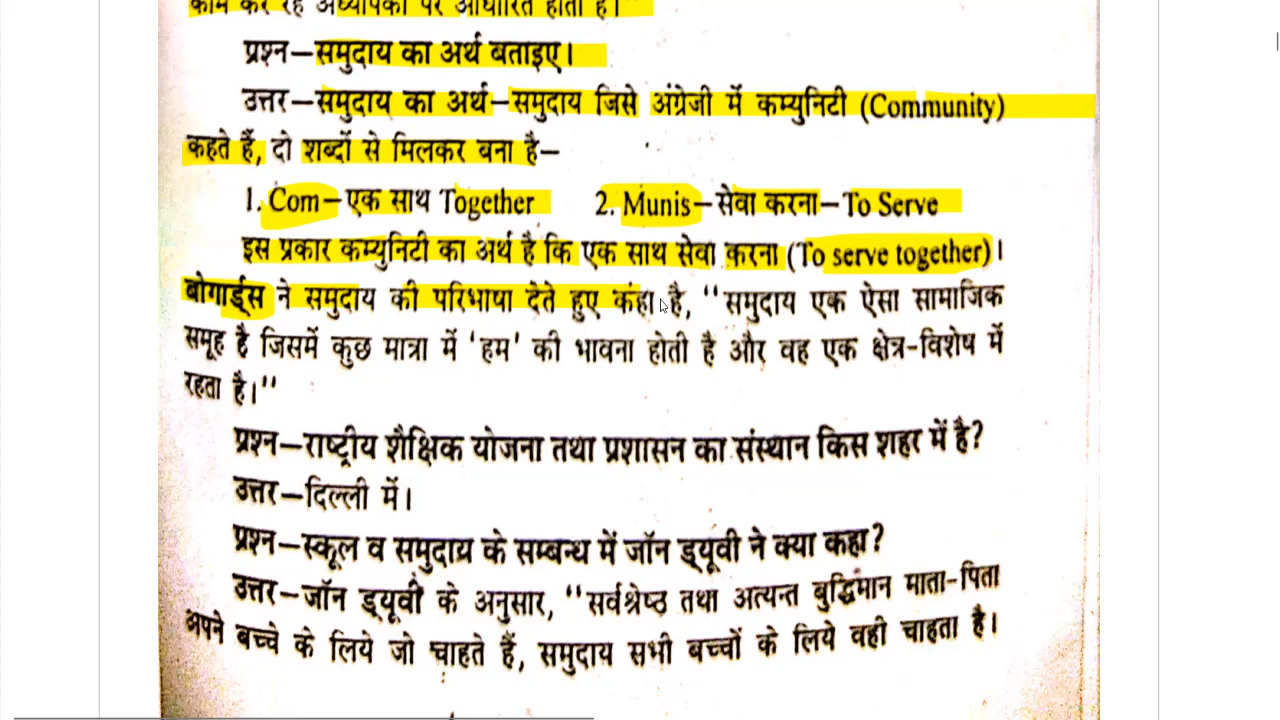 काम कर रहे अध्यापकों पर आधारित होता है।"
प्रश्न–समुदाय का अर्थ बताइए।
उत्तर–समुदाय का अर्थ–समुदाय जिसे अंग्रेजी में कम्युनिटी (Community)
कहते हैं, दो शब्दों से मिलकर बना है–
1. Com–एक साथ Together 2. Munis–सेवा करना–To Serve
इस प्रकार कम्युनिटी का अर्थ है कि एक साथ सेवा करना (To serve together)।
बोगार्ड्स ने समुदाय की परिभाषा देते हुए कहा है, "समुदाय एक ऐसा सामाजिक
समूह है जिसमें कुछ मात्रा में 'हम' की भावना होती है और वह एक क्षेत्र-विशेष में
रहता है।"
प्रश्न–राष्ट्रीय शैक्षिक योजना तथा प्रशासन का संस्थान किस शहर में है?
उत्तर–दिल्ली में।
प्रश्न–स्कूल व समुदाय के सम्बन्ध में जॉन ड्यूवी ने क्या कहा?
उत्तर–जॉन ड्यूवी के अनुसार, "सर्वश्रेष्ठ तथा अत्यन्त बुद्धिमान माता-पिता
अपने बच्चे के लिये जो चाहते हैं, समुदाय सभी बच्चों के लिये वही चाहता है।